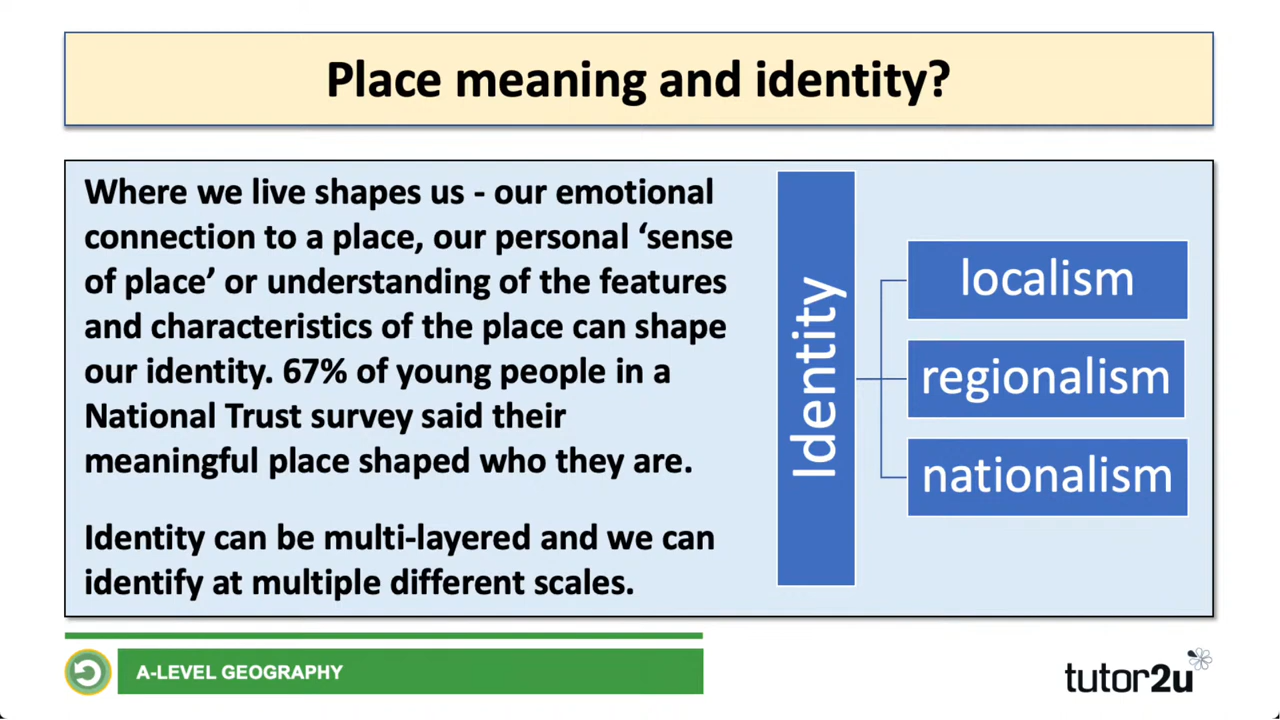 Place meaning and identity?
Where we live shapes us - our emotional
connection to a place, our personal ‘sense
of place’ or understanding of the features
and characteristics of the place can shape
our identity. 67% of young people in a
National Trust survey said their
meaningful place shaped who they are.
Identity can be multi-layered and we can
identify at multiple different scales.
Identity
localism
regionalism
nationalism
A-LEVEL GEOGRAPHY
tutor2u